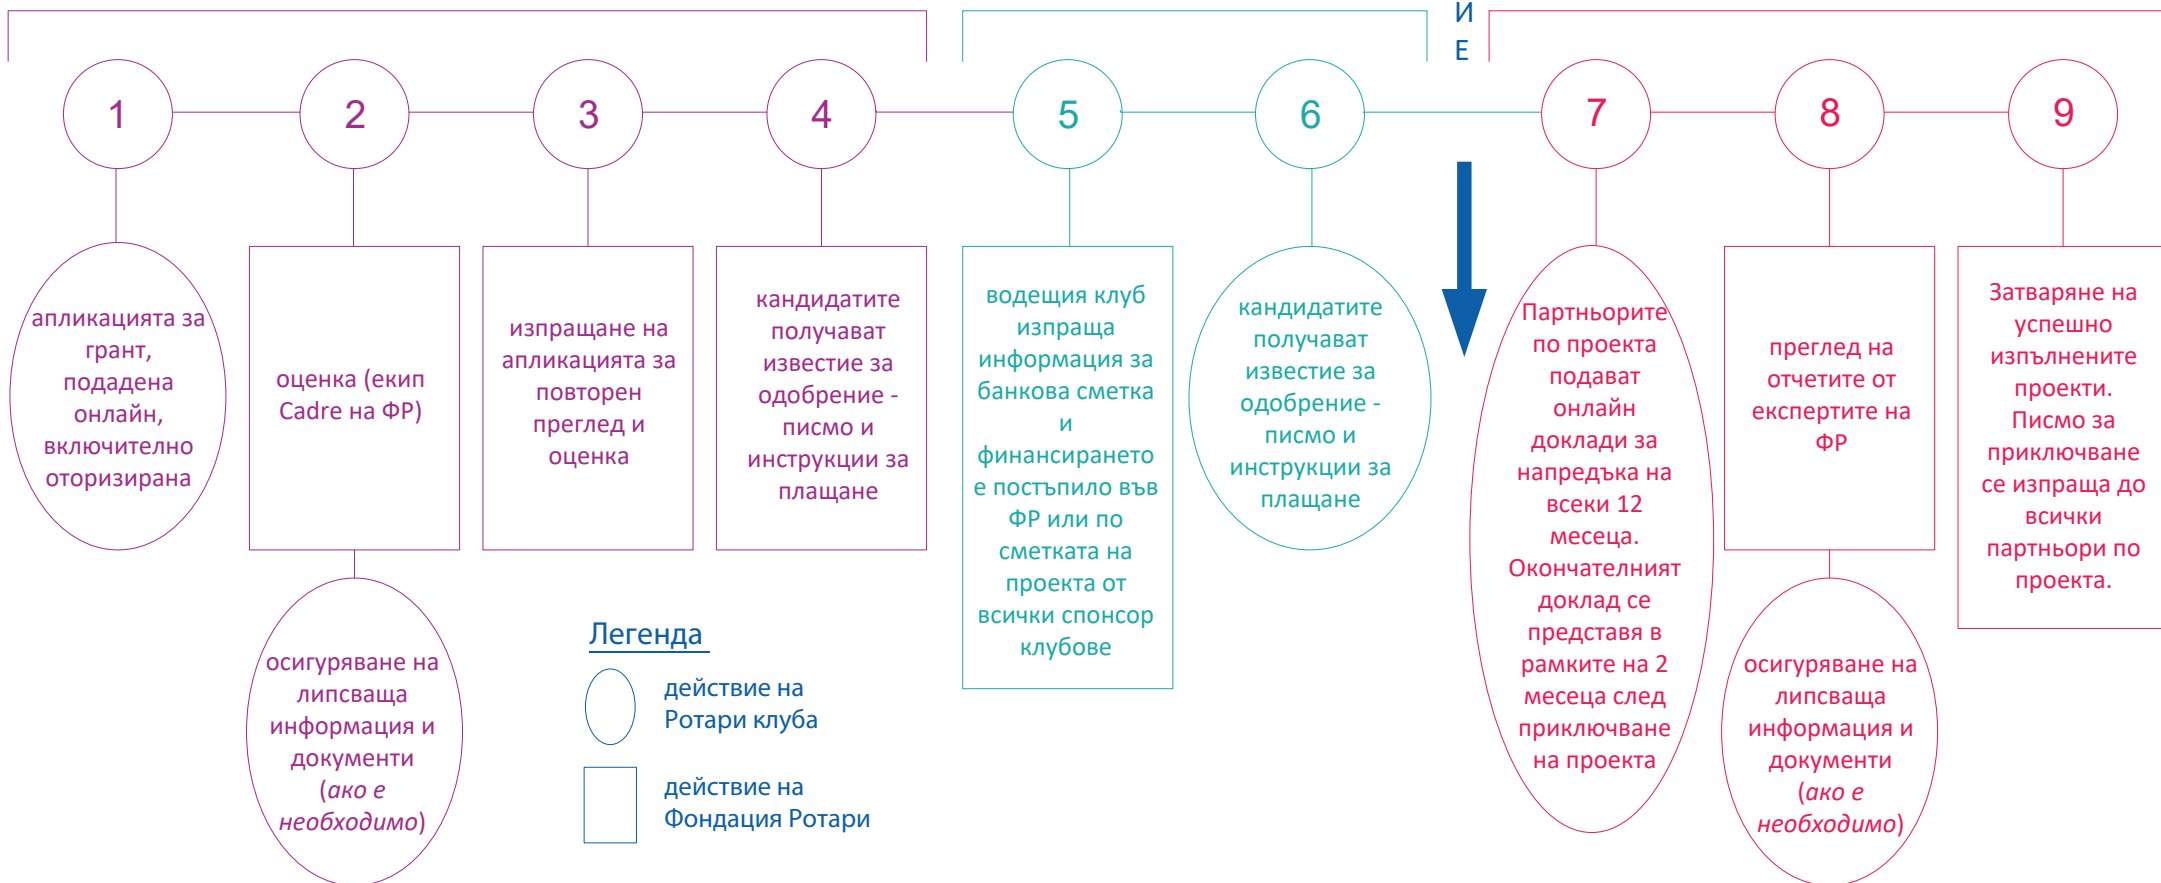 И
Е
1
2
3
4
5
6
7
8
9
апликацията за
грант,
подадена
онлайн,
включително
оторизирана
оценка (екип
Cadre на ФР)
осигуряване на
липсваща
информация и
документи
(ако е
необходимо)
изпращане на
апликацията за
повторен
преглед и
оценка
кандидатите
получават
известие за
одобрение -
писмо и
инструкции за
плащане
водещия клуб
изпраща
информация за
банкова сметка
и
финансирането
е постъпило във
ФР или по
сметката на
проекта от
всички спонсор
клубове
кандидатите
получават
известие за
одобрение -
писмо и
инструкции за
плащане
Партньорите
по проекта
подават
онлайн
доклади за
напредъка на
всеки 12
месеца.
Окончателният
доклад се
представя в
рамките на 2
месеца след
приключване
на проекта
преглед на
отчетите от
експертите на
ФР
осигуряване на
липсваща
информация и
документи
(ако е
необходимо)
Затваряне на
успешно
изпълнените
проекти.
Писмо за
приключване
се изпраща до
всички
партньори по
проекта.
Легенда
действие на
Ротари клуба
действие на
Фондация Ротари